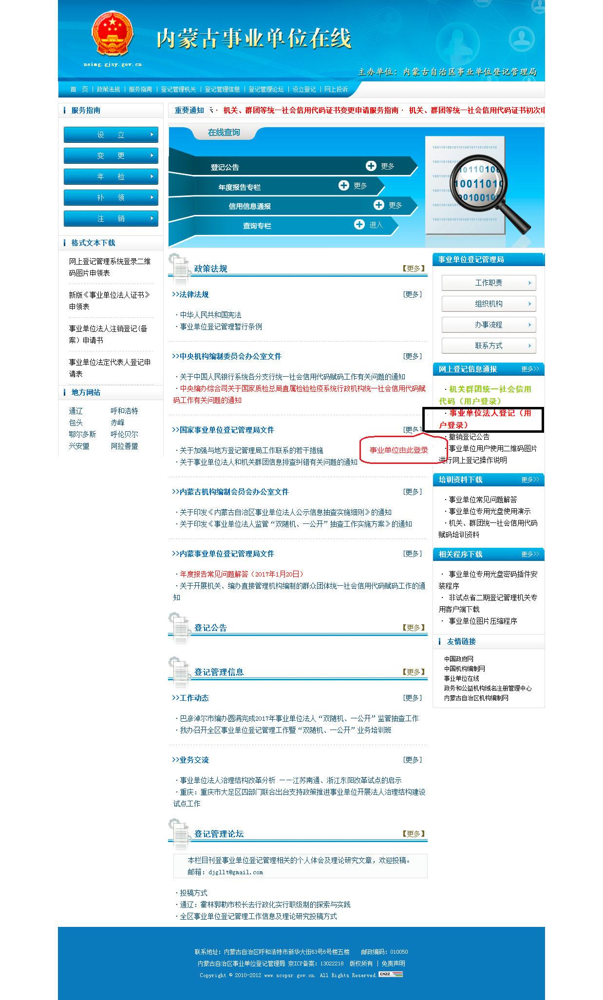 内蒙古事业单位在线
neimg.gjsy.gov.cn
主办单位：内蒙古自治区事业单位登记管理局
首 页 | 政策法规 | 服务指南 | 登记管理机关 | 登记管理信息 | 登记管理论坛 | 设立登记 | 网上投诉
服务指南
设 立
变 更
年 检
补 领
注 销
格式文本下载
网上登记管理系统登录二维
码图片申领表
新版《事业单位法人证书》
申领表
事业单位法人注销登记(备
案）申请书
事业单位法定代表人登记申
请表
地方网站
通辽 呼和浩特
包头 赤峰
鄂尔多斯 呼伦贝尔
兴安盟 阿拉善盟
重要通知 · 机关、群团等统一社会信用代码证书变更申请服务指南· 机关、群团等统一社会信用代码证书初次申
在线查询
登记公告 更多
年度报告专栏 更多
信用信息通报 更多
查询专栏 进入
政策法规 【更多】
>>法律法规 [更多]
·中华人民共和国宪法
·事业单位登记管理暂行条例
>>中央机构编制委员会办公室文件 [更多]
·关于中国人民银行系统各分支行统一社会信用代码赋码工作有关问题的通知
·中央编办综合司关于国家质检总局直属检验检疫系统行政机构统一社会信用代码赋
码工作有关问题的通知
>>国家事业单位登记管理局文件 [更多]
·关于加强与地方登记管理局工作联系的若干措施
·关于事业单位法人和机关群团信息排查纠错有关问题的通知
事业单位由此登录
>>内蒙古机构编制会员会办公室文件 [更多]
·关于印发《内蒙古自治区事业单位法人公示信息抽查实施细则》的通知
·关于印发《事业单位法人监管“双随机、一公开”抽查工作实施方案》的通知
>>内蒙事业单位登记管理局文件 [更多]
·年度报告常见问题解答（2017年1月20日）
·关于开展机关、编办直接管理机构编制的群众团体统一社会信用代码赋码工作的通
知
登记公告 【更多】
登记管理信息 【更多】
>>工作动态 [更多]
·巴彦淖尔市编办圆满完成2017年事业单位法人“双随机、一公开”监管抽查工作
·我办召开全区事业单位登记管理工作暨“双随机、一公开”业务培训班
>>业务交流 [更多]
·事业单位法人治理结构改革分析 ——江苏南通、浙江东阳改革试点的启示
·重庆：重庆市大足区四部门联合出台支持政策推进事业单位开展法人治理结构建设
试点工作
登记管理论坛 【更多】
本栏目刊登事业单位登记管理相关的个人体会及理论研究文章，欢迎投稿。
邮箱：djgllt@gmail.com
·投稿方式
·通辽：霍林郭勒市校长去行政化实行职级制的探索与实践
·全区事业单位登记管理工作信息及理论研究投稿方式
事业单位登记管理局
工作职责
组织机构
办事流程
联系方式
网上登记信息通报 更多>>
·机关群团统一社会信用
代码（用户登录）
·事业单位法人登记（用
户登录）
·撤销登记公告
·事业单位用户使用二维码图片
进行网上登记操作说明
培训资料下载 更多>>
·事业单位常见问题解答
·事业单位专用光盘使用演示
·机关、群团统一社会信用代码
赋码培训资料
相关程序下载 更多>>
· 事业单位专用光盘密码插件安
装程序
· 非试点省二期登记管理机关专
用客户端下载
· 事业单位图片压缩程序
友情链接
中国政府网
中国机构编制网
事业单位在线
政务和公益机构域名注册管理中心
内蒙古自治区机构编制网
联系地址：内蒙古自治区呼和浩特市新华大街63号6号楼五楼 邮政编码：010050
内蒙古自治区事业单位登记管理局 京ICP备案：13022218 版权所有 | 免责声明
Copyright © 2010-2012 www.scopsr.gov.cn. All Rights Reserved. CNZZ